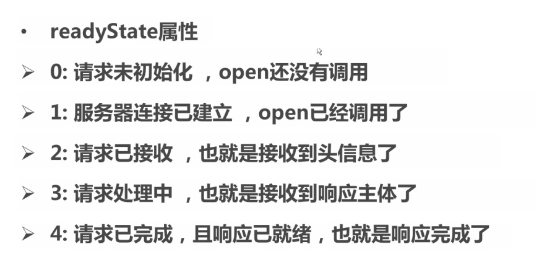 • readyState属性
➢ 0: 请求未初始化 ，open还没有调用
➢ 1: 服务器连接已建立 ，open已经调用了
➢ 2: 请求已接收 ，也就是接收到头信息了
➢ 3: 请求处理中 ，也就是接收到响应主体了
➢ 4: 请求已完成，且响应已就绪，也就是响应完成了